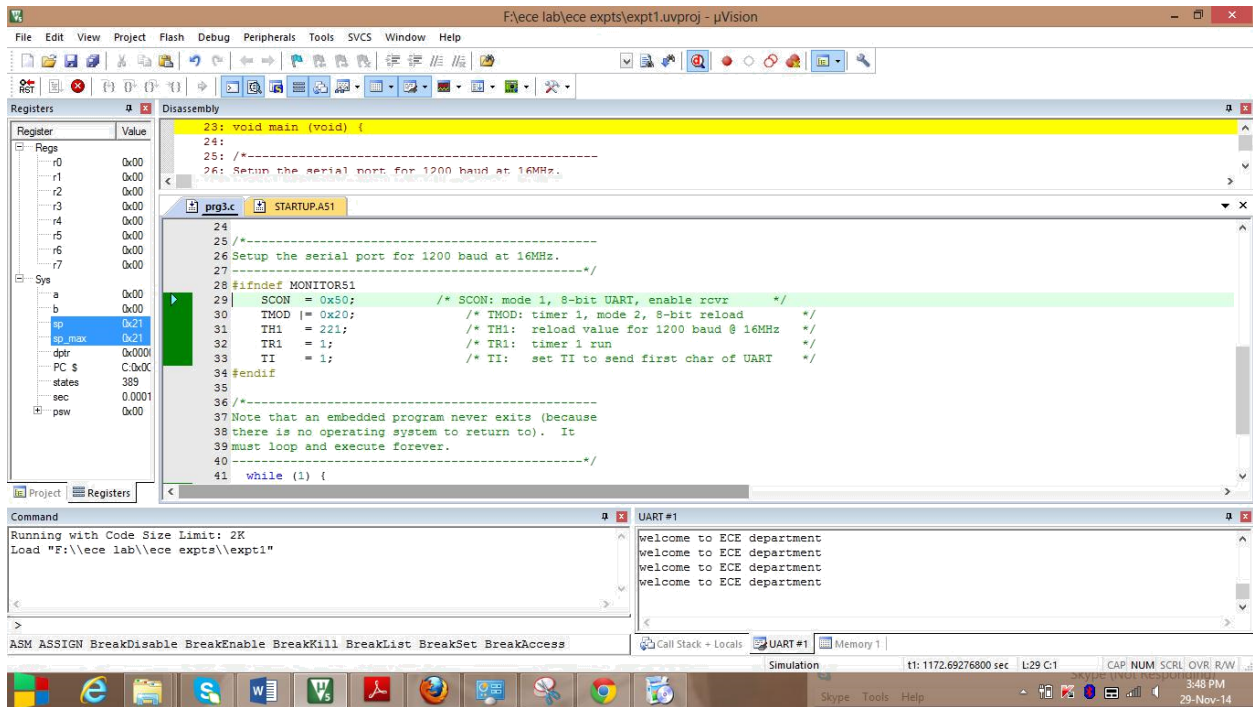 F:\ece lab\ece expts\expt1.uvproj - µVision
File Edit View Project Flash Debug Peripherals Tools SVCS Window Help
Registers
Disassembly
Register Value
Regs
r0 0x00
r1 0x00
r2 0x00
r3 0x00
r4 0x00
r5 0x00
r6 0x00
r7 0x00
Sys
a 0x00
b 0x00
sp 0x21
sp_max 0x21
dptr 0x000
PC $ C:0x00
states 389
sec 0.0001
psw 0x00
Project Registers
23: void main (void) {
24:
25: /*------------------------------------------------
26: Setup the serial port for 1200 baud at 16MHz.
prg3.c STARTUP.A51
24
25 /*------------------------------------------------
26 Setup the serial port for 1200 baud at 16MHz.
27 ------------------------------------------------*/
28 #ifndef MONITOR51
29 SCON = 0x50; /* SCON: mode 1, 8-bit UART, enable rcvr */
30 TMOD |= 0x20; /* TMOD: timer 1, mode 2, 8-bit reload */
31 TH1 = 221; /* TH1: reload value for 1200 baud @ 16MHz */
32 TR1 = 1; /* TR1: timer 1 run */
33 TI = 1; /* TI: set TI to send first char of UART */
34 #endif
35
36 /*------------------------------------------------
37 Note that an embedded program never exits (because
38 there is no operating system to return to). It
39 must loop and execute forever.
40 ------------------------------------------------*/
41 while (1) {
Command
Running with Code Size Limit: 2K
Load "F:\\ece lab\\ece expts\\expt1"
>
ASM ASSIGN BreakDisable BreakEnable BreakKill BreakList BreakSet BreakAccess
UART #1
welcome to ECE department
welcome to ECE department
welcome to ECE department
welcome to ECE department
Call Stack + Locals UART #1 Memory 1
Simulation t1: 1172.69276800 sec L:29 C:1 CAP NUM SCRL OVR R/W
Skype (Not Responding)
Skype Tools Help
3:48 PM
29-Nov-14